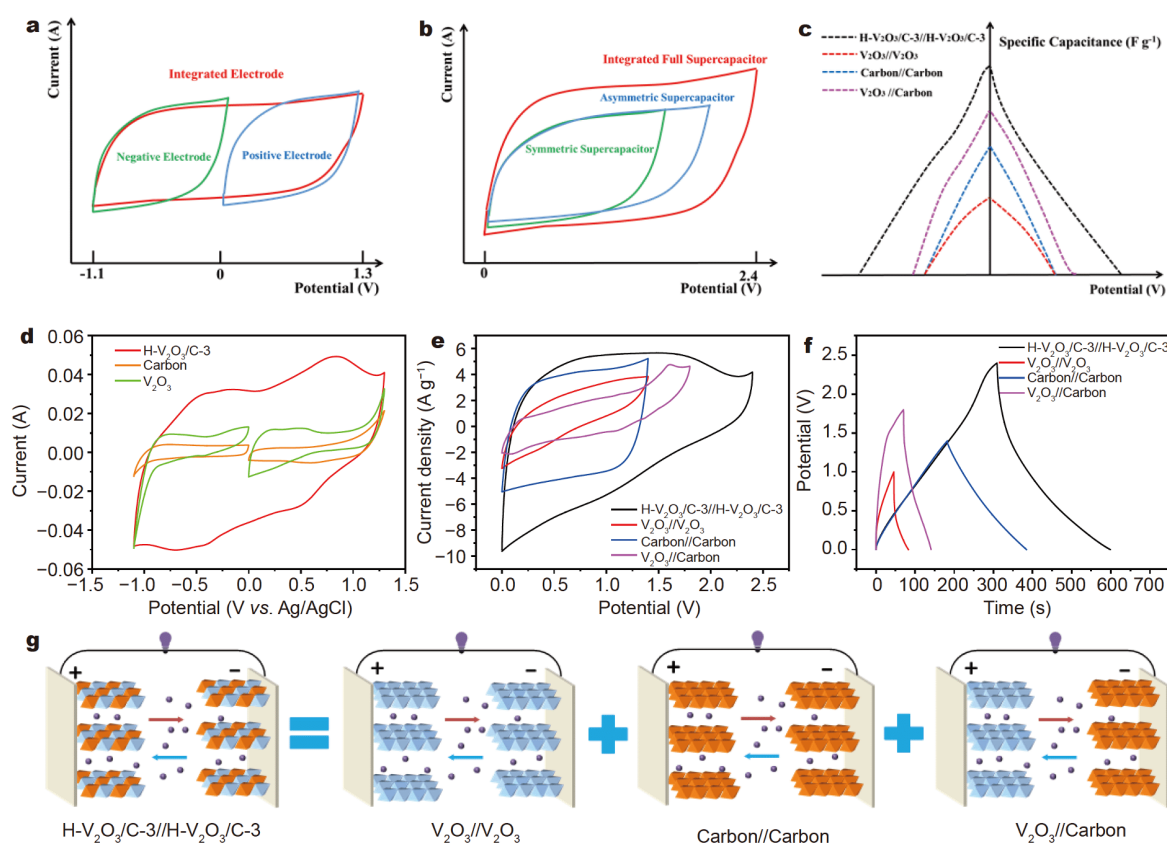 a
Current (A)
Integrated Electrode
Negative Electrode
Positive Electrode
-1.1
0
1.3
Potential (V)
b
Current (A)
Integrated Full Supercapacitor
Asymmetric Supercapacitor
Symmetric Supercapacitor
0
2.4
Potential (V)
c
H-V₂O₃/C-3//H-V₂O₃/C-3
V₂O₃//V₂O₃
Carbon//Carbon
V₂O₃ //Carbon
Specific Capacitance (F g⁻¹)
Potential (V)
d
H-V₂O₃/C-3
Carbon
V₂O₃
0.06
0.04
0.02
0.00
−0.02
−0.04
−0.06
−1.5
−1.0
−0.5
0.0
0.5
1.0
1.5
Current (A)
Potential (V vs. Ag/AgCl)
e
6
4
2
0
−2
−4
−6
−8
−10
0.0
0.4
0.8
1.2
1.6
2.0
2.4
Current density (A g⁻¹)
H-V₂O₃/C-3//H-V₂O₃/C-3
V₂O₃//V₂O₃
Carbon//Carbon
V₂O₃//Carbon
Potential (V)
f
H-V₂O₃/C-3//H-V₂O₃/C-3
V₂O₃//V₂O₃
Carbon//Carbon
V₂O₃//Carbon
2.5
2.0
1.5
1.0
0.5
0.0
0
100
200
300
400
500
600
700
Potential (V)
Time (s)
g
+
−
+
−
+
−
+
−
H-V₂O₃/C-3//H-V₂O₃/C-3
V₂O₃//V₂O₃
Carbon//Carbon
V₂O₃//Carbon